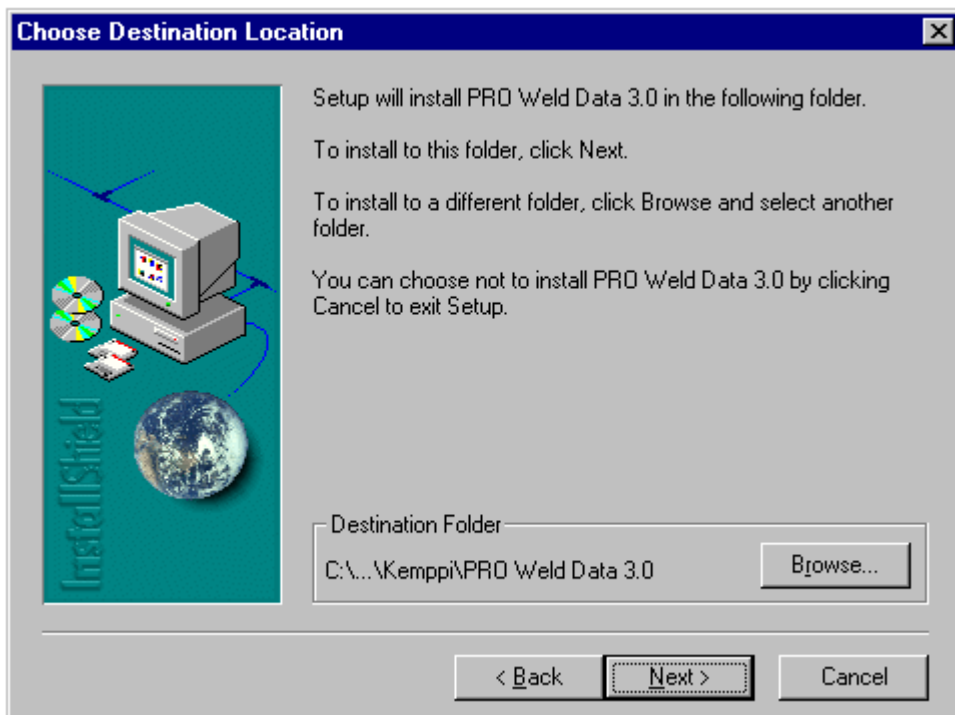 Choose Destination Location
Setup will install PRO Weld Data 3.0 in the following folder.
To install to this folder, click Next.
To install to a different folder, click Browse and select another
folder.
You can choose not to install PRO Weld Data 3.0 by clicking
Cancel to exit Setup.
InstallShield
Destination Folder
C:\...\Kemppi\PRO Weld Data 3.0
Browse...
< Back
Next >
Cancel